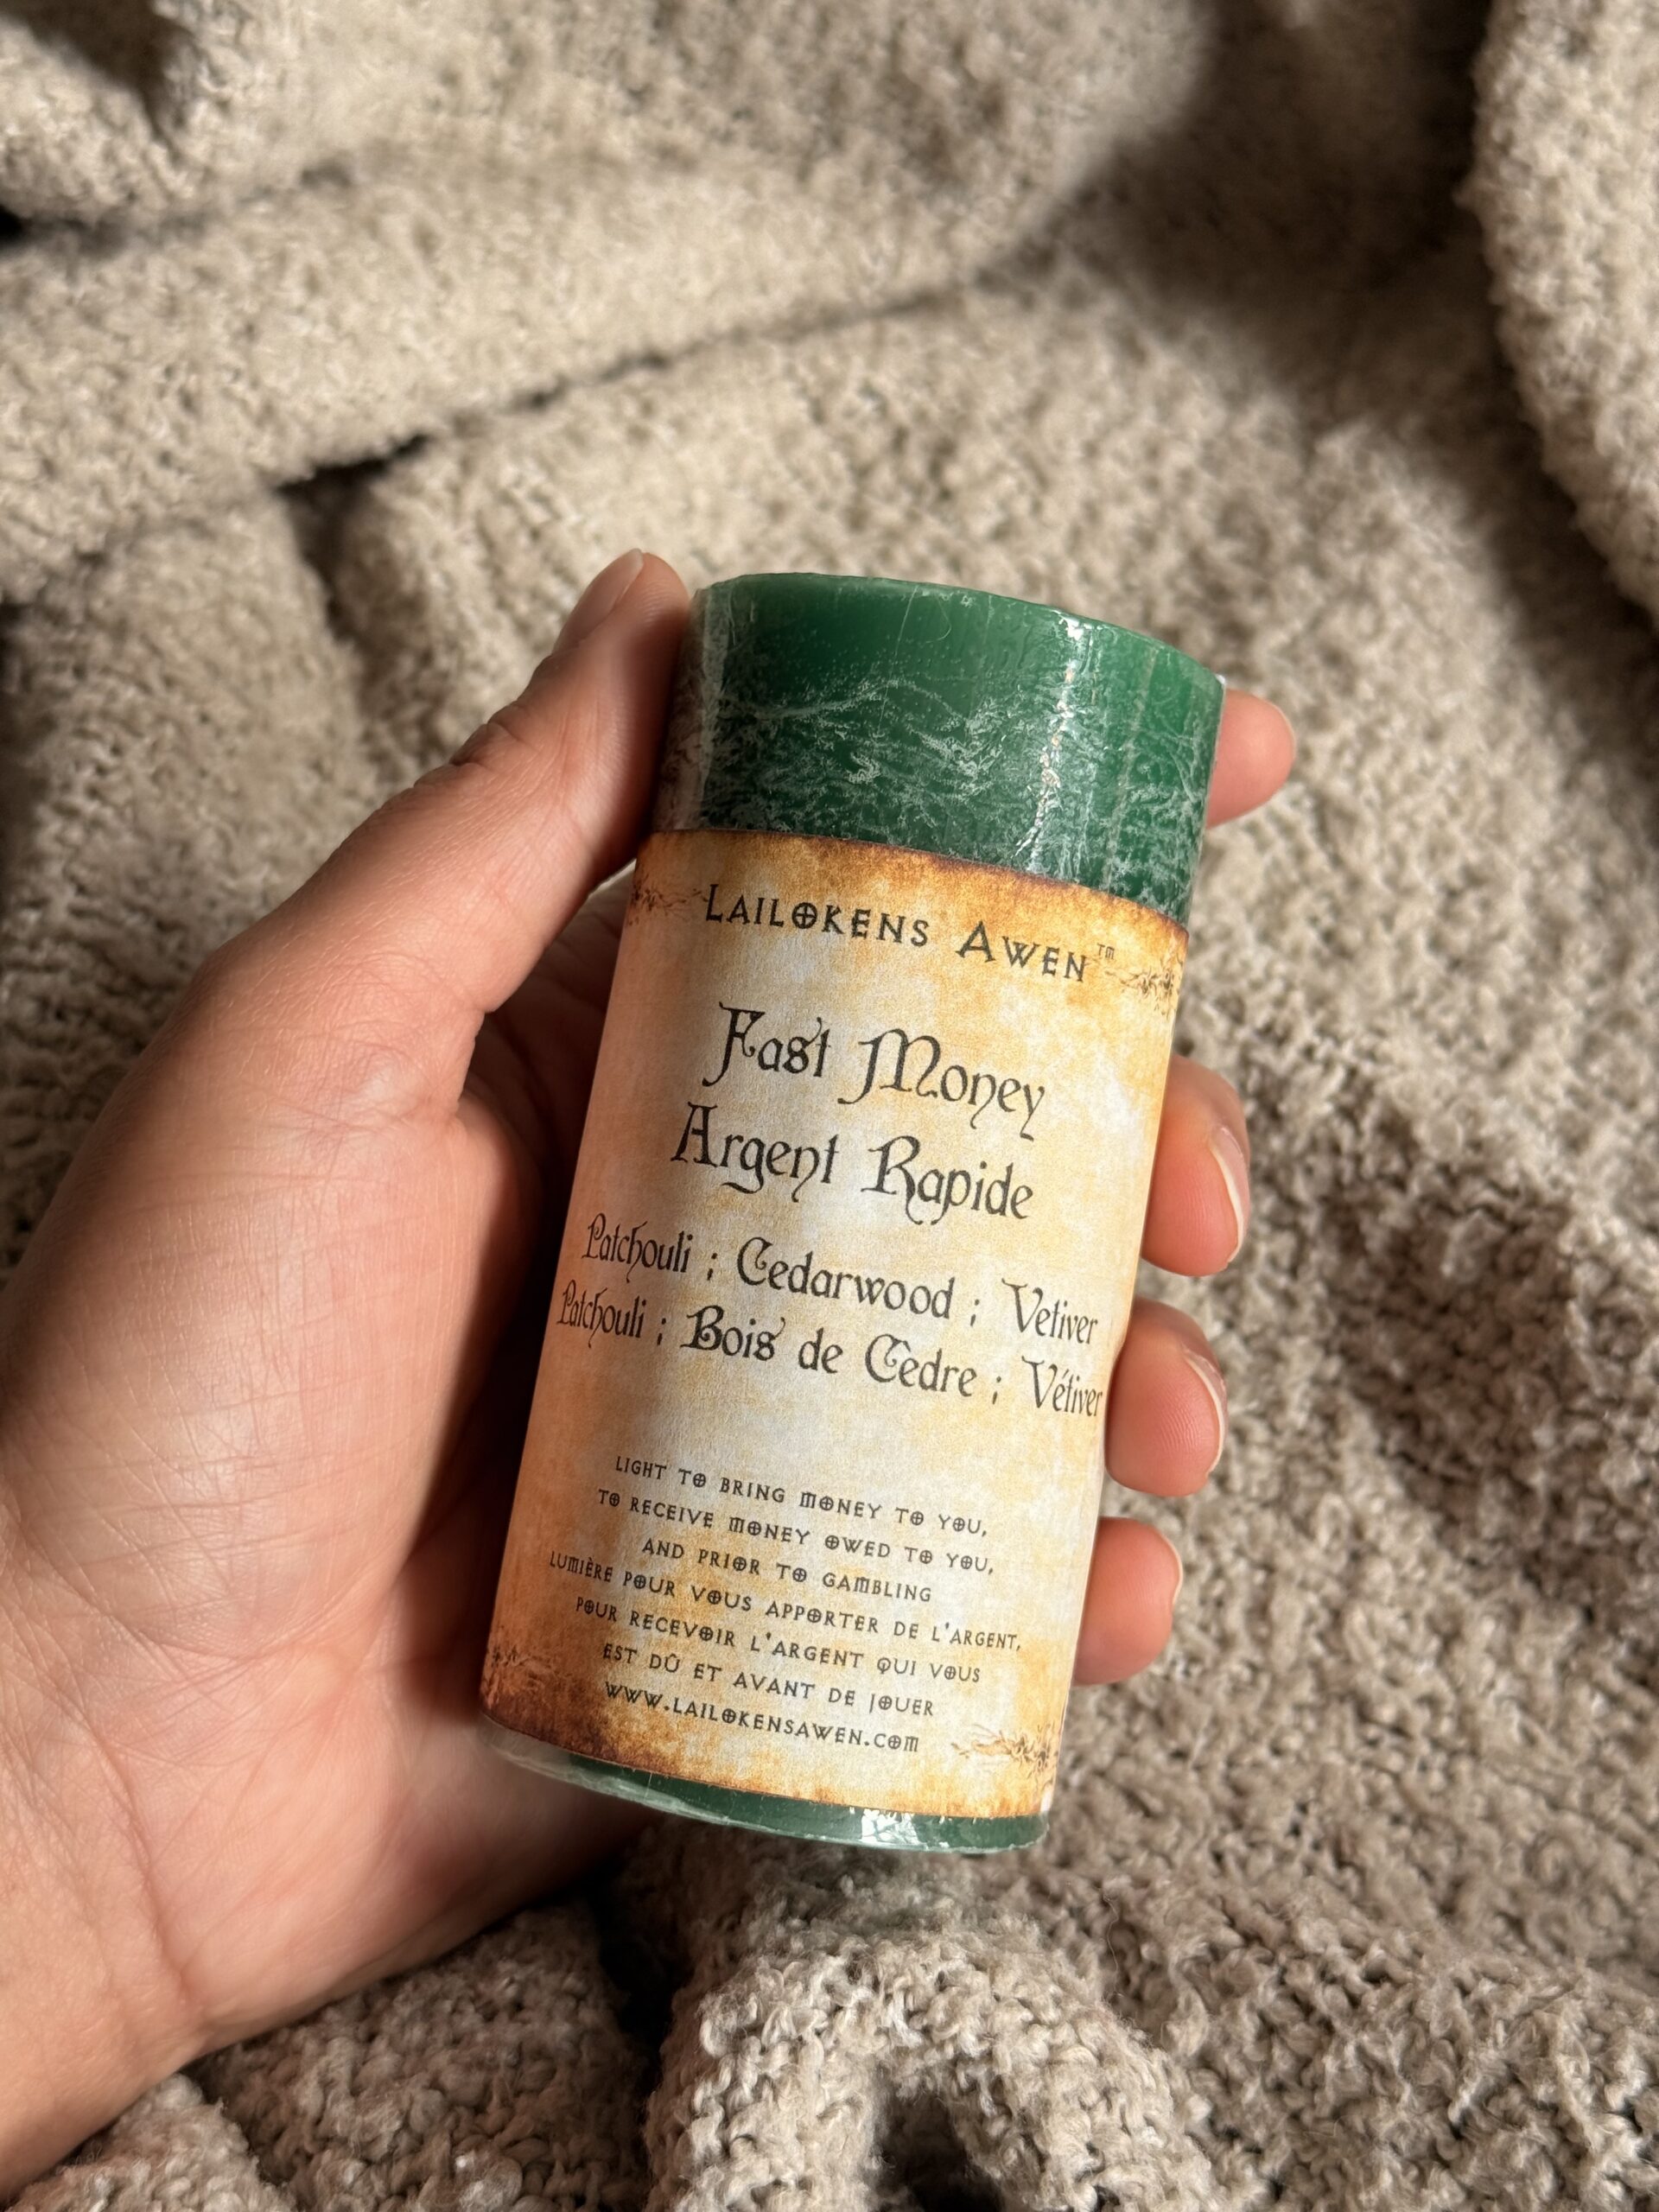 LAILOKENS AWEN™
Fast Money
Argent Rapide
Patchouli ; Cedarwood ; Vetiver
Patchouli ; Bois de Cedre ; Vétiver
LIGHT TO BRING MONEY TO YOU,
TO RECEIVE MONEY OWED TO YOU,
AND PRIOR TO GAMBLING
LUMIÈRE POUR VOUS APPORTER DE L'ARGENT,
POUR RECEVOIR L'ARGENT QUI VOUS
EST DÛ ET AVANT DE JOUER
WWW.LAILOKENSAWEN.COM